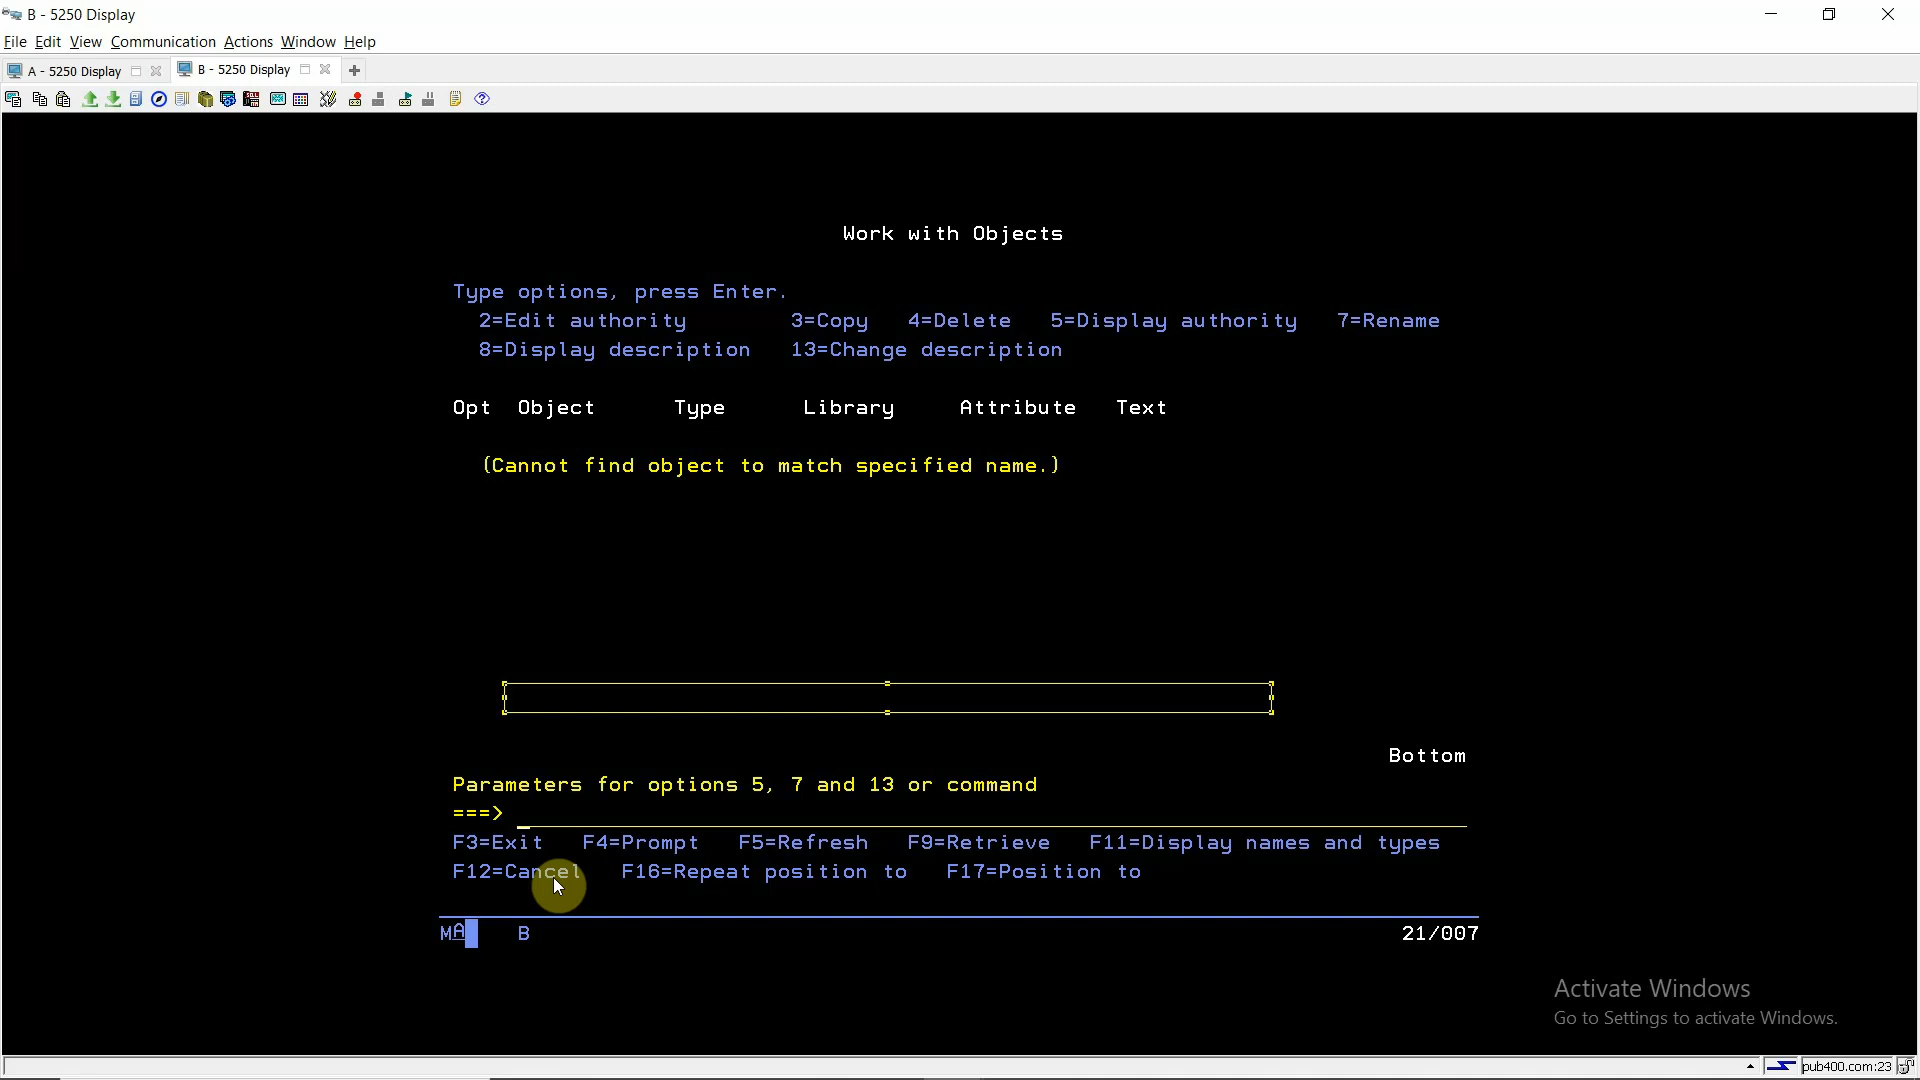 B - 5250 Display
File Edit View Communication Actions Window Help
A - 5250 Display B - 5250 Display
Work with Objects
Type options, press Enter.
2=Edit authority 3=Copy 4=Delete 5=Display authority 7=Rename
8=Display description 13=Change description
Opt Object Type Library Attribute Text
(Cannot find object to match specified name.)
Bottom
Parameters for options 5, 7 and 13 or command
===>
F3=Exit F4=Prompt F5=Refresh F9=Retrieve F11=Display names and types
F12=Cancel F16=Repeat position to F17=Position to
MA B 21/007
Activate Windows
Go to Settings to activate Windows.
pub400.com:23